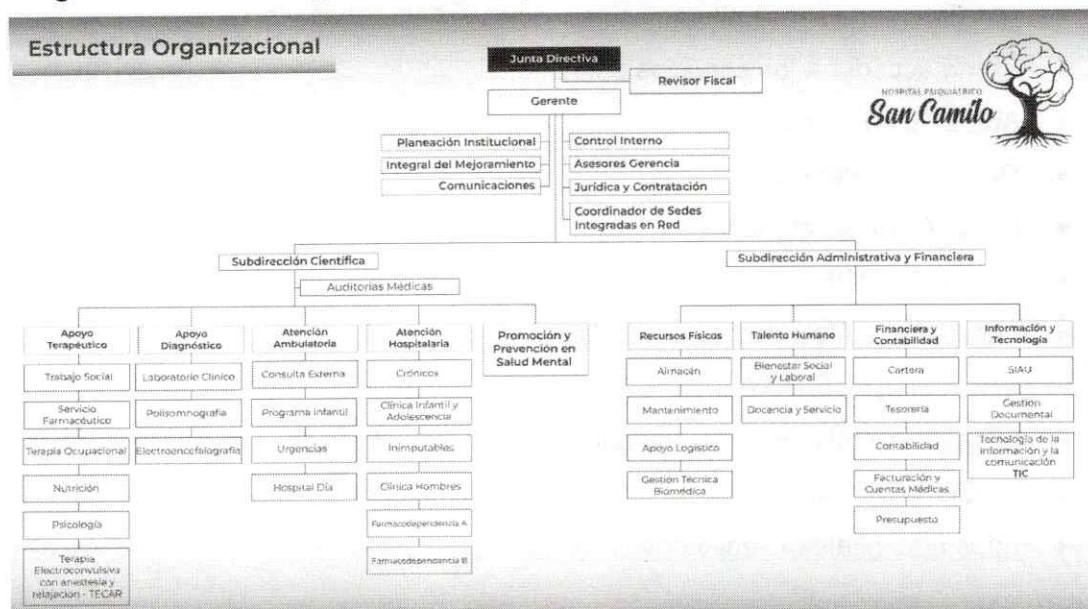 Estructura Organizacional
Junta Directiva
Revisor Fiscal
Gerente
HOSPITAL PSIQUIÁTRICO
San Camilo
Planeación Institucional
Control Interno
Integral del Mejoramiento
Asesores Gerencia
Comunicaciones
Jurídica y Contratación
Coordinador de Sedes
Integradas en Red
Subdirección Científica
Auditorias Médicas
Apoyo
Terapéutico
Trabajo Social
Servicio
Farmacéutico
Terapia Ocupacional
Nutrición
Psicología
Terapia
Electroconvulsiva
con anestesia y
relajación - TECAR
Apoyo
Diagnóstico
Laboratorio Clínico
Polisomnografía
Electroencefalografía
Atención
Ambulatoria
Consulta Externa
Programa Infantil
Urgencias
Hospital Día
Atención
Hospitalaria
Crónicos
Clínica Infantil y
Adolescencia
Inimputables
Clínica Hombres
Farmacodependencia A
Farmacodependencia B
Promoción y
Prevención en
Salud Mental
Subdirección Administrativa y Financiera
Recursos Físicos
Almacén
Mantenimiento
Apoyo Logístico
Gestión Técnica
Biomédica
Talento Humano
Bienestar Social
y Laboral
Docencia y Servicio
Financiera y
Contabilidad
Cartera
Tesorería
Contabilidad
Facturación y
Cuentas Médicas
Presupuesto
Información y
Tecnología
SIAU
Gestión
Documental
Tecnología de la
información y la
comunicación
TIC